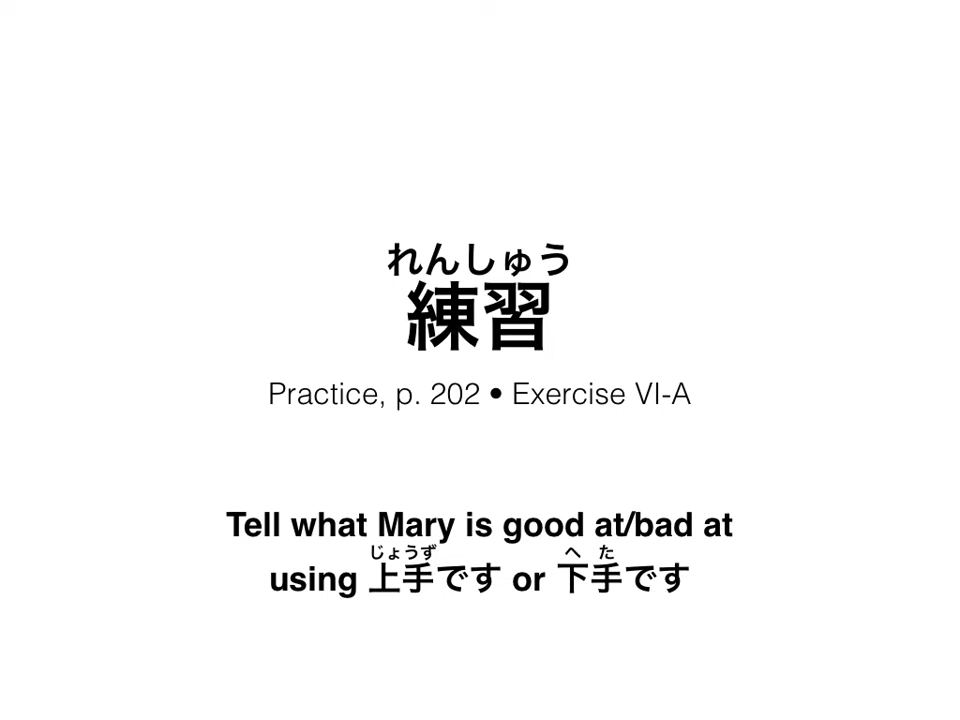 れんしゅう
練習
Practice, p. 202 • Exercise VI-A
Tell what Mary is good at/bad at
じょうず へた
using 上手です or 下手です